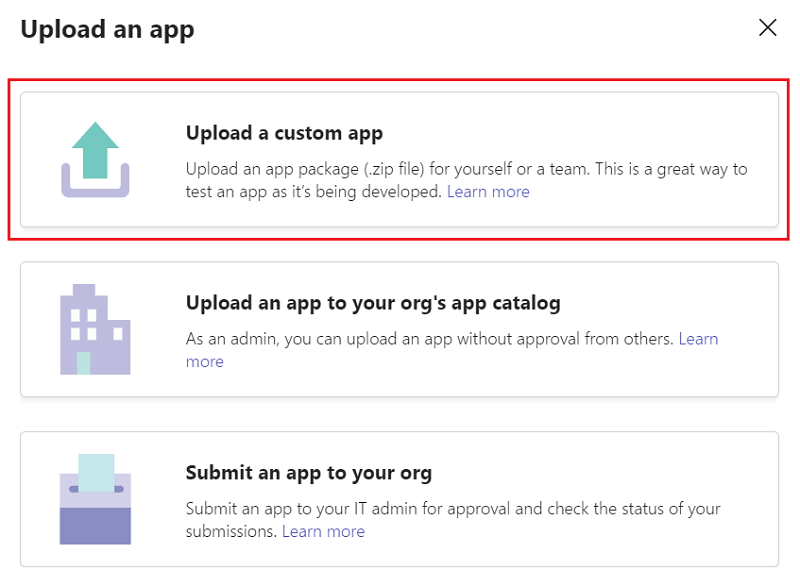 Upload an app
Upload a custom app
Upload an app package (.zip file) for yourself or a team. This is a great way to
test an app as it's being developed. Learn more
Upload an app to your org's app catalog
As an admin, you can upload an app without approval from others. Learn
more
Submit an app to your org
Submit an app to your IT admin for approval and check the status of your
submissions. Learn more